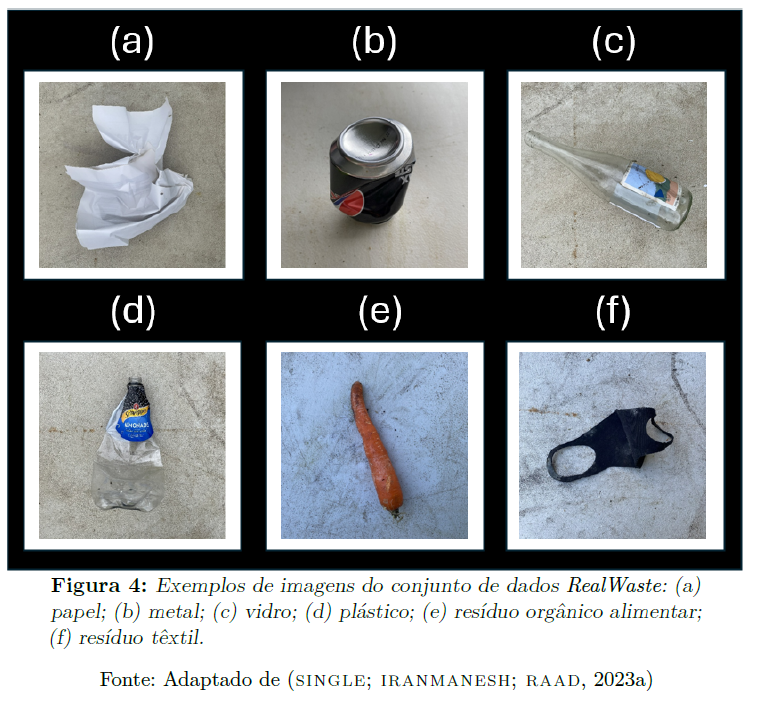 (a) (b) (c)
LEMONADE
(d) (e) (f)
Figura 4: Exemplos de imagens do conjunto de dados RealWaste: (a)
papel; (b) metal; (c) vidro; (d) plástico; (e) resíduo orgânico alimentar;
(f) resíduo têxtil.
Fonte: Adaptado de (SINGLE; IRANMANESH; RAAD, 2023a)